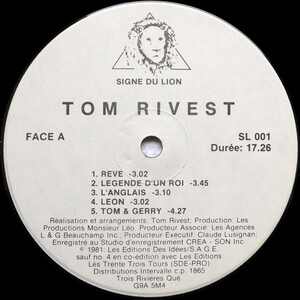 SIGNE DU LION
TOM RIVEST
FACE A
SL 001
Durée: 17.26
1. REVE -3.02
2. LEGENDE D'UN ROI -3.45
3. L'ANGLAIS -3.10
4. LEON -3.02
5. TOM & GERRY -4.27
Réalisation et arrangements: Tom Rivest; Production: Les
Productions Monsieur Léo. Producteur Associé: Les Agences
L & G Beauchamp Inc.; Producteur Exécutif: Claude Lusignan;
Enregistré au Studio d'enregistrement CREA - SON Inc.
© 1981: Les Editions Des Idées/S.A.G.E.
sauf no. 4 en co-édition avec Les Editions
Les Trente Trois Tours (SDE-PRO)
Distributions Intervalle c.p. 1865
Trois Rivières Qué.
G9A 5M4